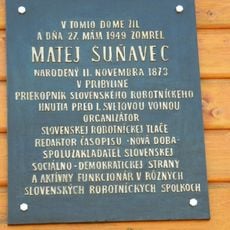 V TOMTO DOME ŽIL
A DŇA 27. MÁJA 1949 ZOMREL
MATEJ ŠUŇAVEC
NARODENÝ 11. NOVEMBRA 1873
V PRIBYLINE
PRIEKOPNÍK SLOVENSKÉHO ROBOTNÍCKEHO
HNUTIA PRED I. SVETOVOU VOJNOU
ORGANIZÁTOR
SLOVENSKEJ ROBOTNÍCKEJ TLAČE
REDAKTOR ČASOPISU -NOVÁ DOBA-
SPOLUZAKLADATEĽ SLOVENSKEJ
SOCIÁLNO-DEMOKRATICKEJ STRANY
A AKTÍVNY FUNKCIONÁR V RÔZNYCH
SLOVENSKÝCH ROBOTNÍCKYCH SPOLKOCH